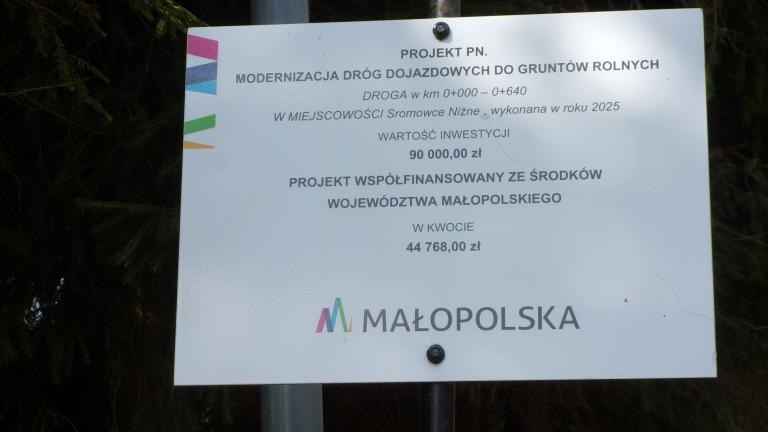 PROJEKT PN.
MODERNIZACJA DRÓG DOJAZDOWYCH DO GRUNTÓW ROLNYCH
DROGA w km 0+000 – 0+640
W MIEJSCOWOŚCI Sromowce Niżne , wykonana w roku 2025
WARTOŚĆ INWESTYCJI
90 000,00 zł
PROJEKT WSPÓŁFINANSOWANY ZE ŚRODKÓW
WOJEWÓDZTWA MAŁOPOLSKIEGO
W KWOCIE
44 768,00 zł
MAŁOPOLSKA